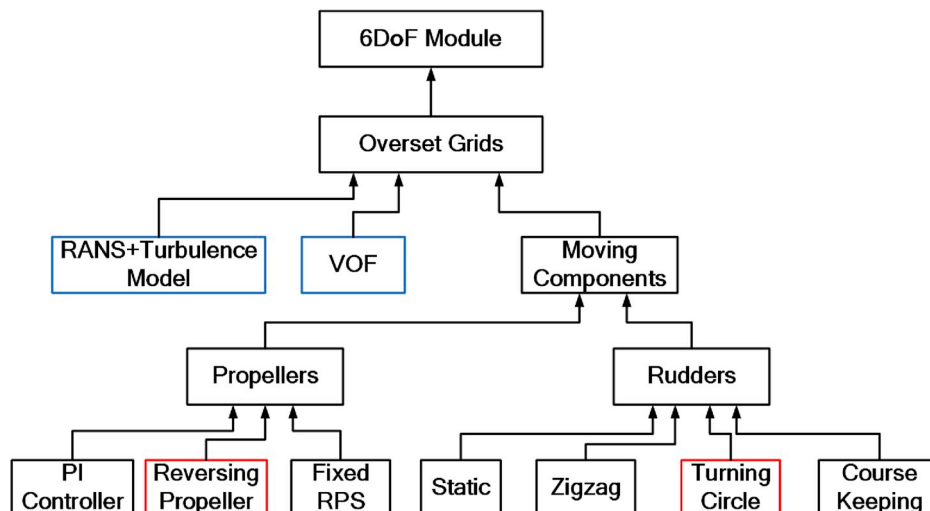 6DoF Module
Overset Grids
RANS+Turbulence
Model
VOF
Moving
Components
Propellers
Rudders
PI
Controller
Reversing
Propeller
Fixed
RPS
Static
Zigzag
Turning
Circle
Course
Keeping